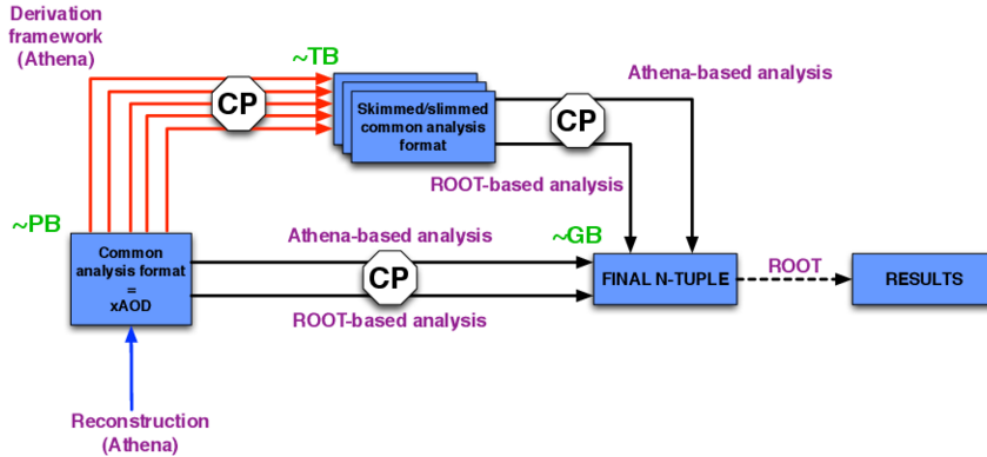 Derivation
framework
(Athena)
~TB
CP
Skimmed/slimmed
common analysis
format
CP
Athena-based analysis
ROOT-based analysis
~PB
Common
analysis format
=
xAOD
Athena-based analysis
CP
ROOT-based analysis
~GB
FINAL N-TUPLE
ROOT
RESULTS
Reconstruction
(Athena)